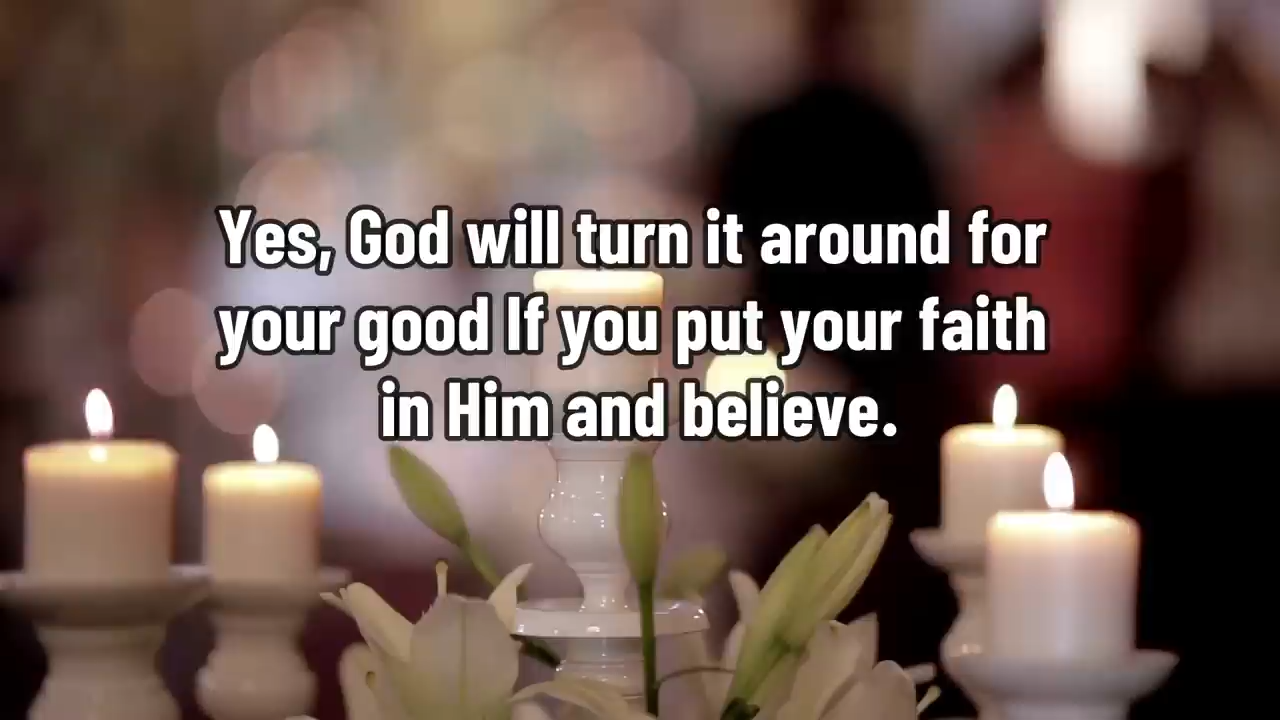 Yes, God will turn it around for
your good If you put your faith
in Him and believe.